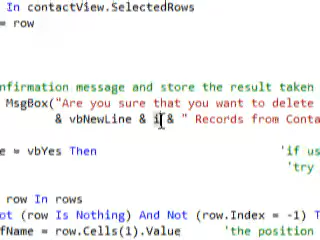 In contactView.SelectedRows
= row
nfirmation message and store the result taken
MsgBox("Are you sure that you want to delete
& vbNewLine & i & " Records from Conta
e = vbYes Then 'if us
'try
row In rows
ot (row Is Nothing) And Not (row.Index = -1) T
fName = row.Cells(1).Value 'the position